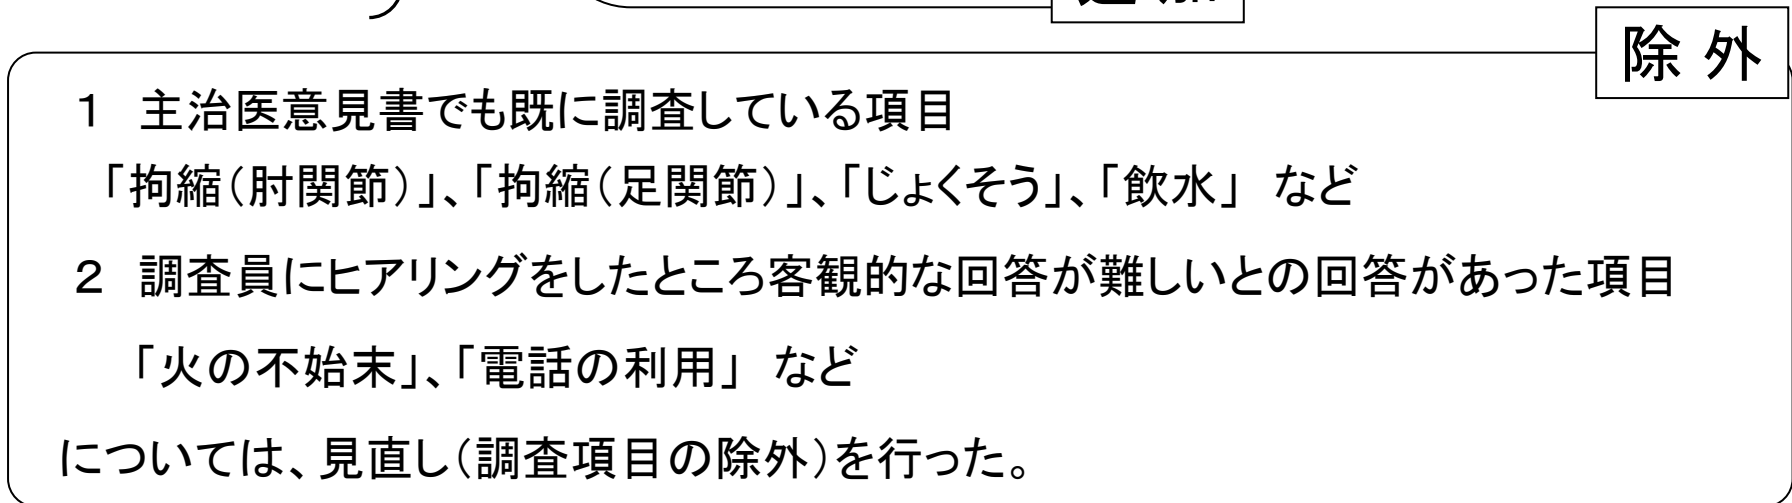 除 外
１　主治医意見書でも既に調査している項目
「拘縮（肘関節）」、「拘縮（足関節）」、「じょくそう」、「飲水」 など
２　調査員にヒアリングをしたところ客観的な回答が難しいとの回答があった項目
「火の不始末」、「電話の利用」 など
については、見直し（調査項目の除外）を行った。